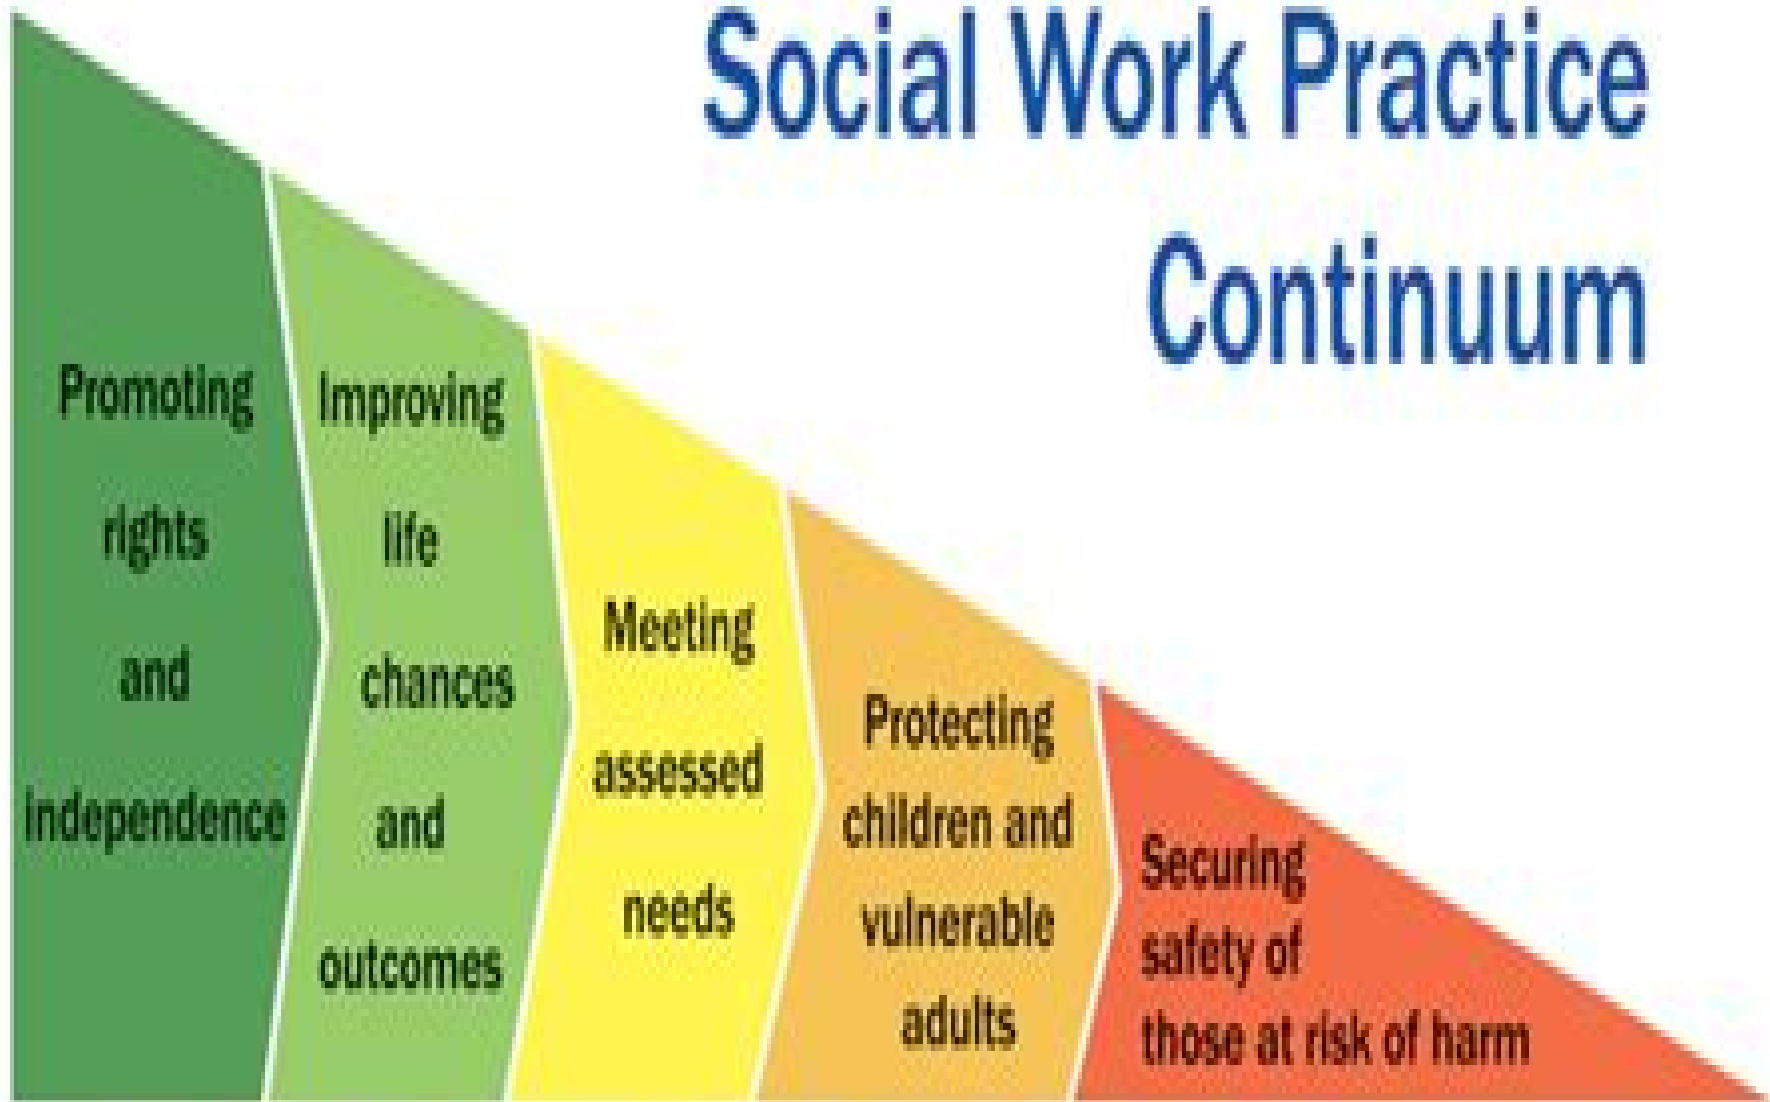 Social Work Practice
Continuum
Promoting
rights
and
independence
Improving
life
chances
and
outcomes
Meeting
assessed
needs
Protecting
children and
vulnerable
adults
Securing
safety of
those at risk of harm